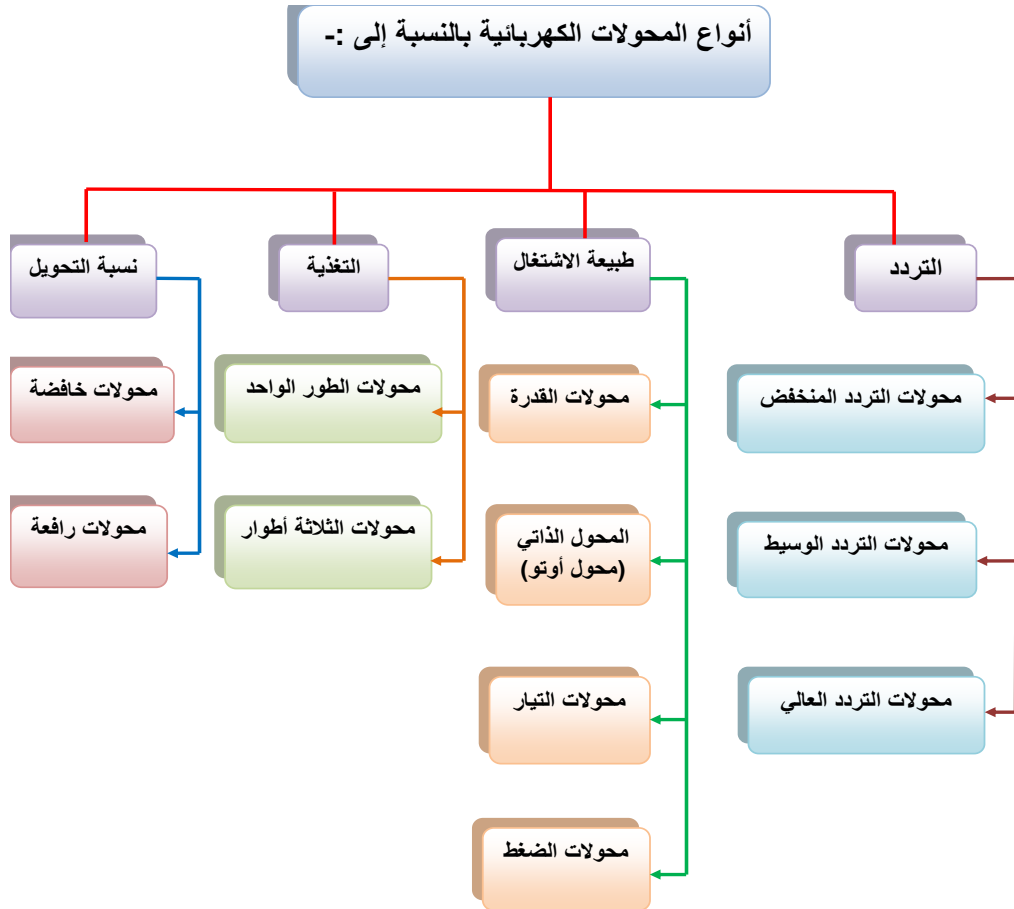 أنواع المحولات الكهربائية بالنسبة إلى :-
التردد
طبيعة الاشتغال
التغذية
نسبة التحويل
محولات التردد المنخفض
محولات التردد الوسيط
محولات التردد العالي
محولات القدرة
المحول الذاتي
(محول أوتو)
محولات التيار
محولات الضغط
محولات الطور الواحد
محولات الثلاثة أطوار
محولات خافضة
محولات رافعة